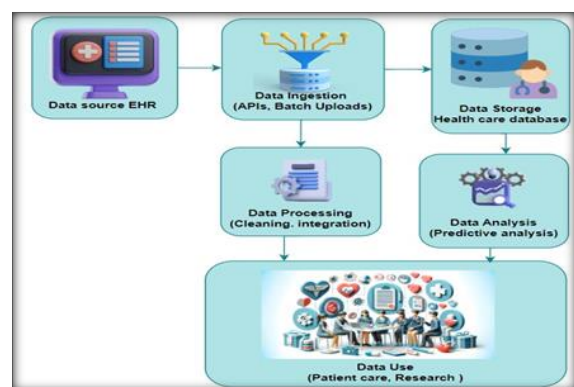 Data source EHR
Data Ingestion
(APIs, Batch Uploads)
Data Storage
Health care database
Data Processing
(Cleaning. integration)
Data Analysis
(Predictive analysis)
Data Use
(Patient care, Research )